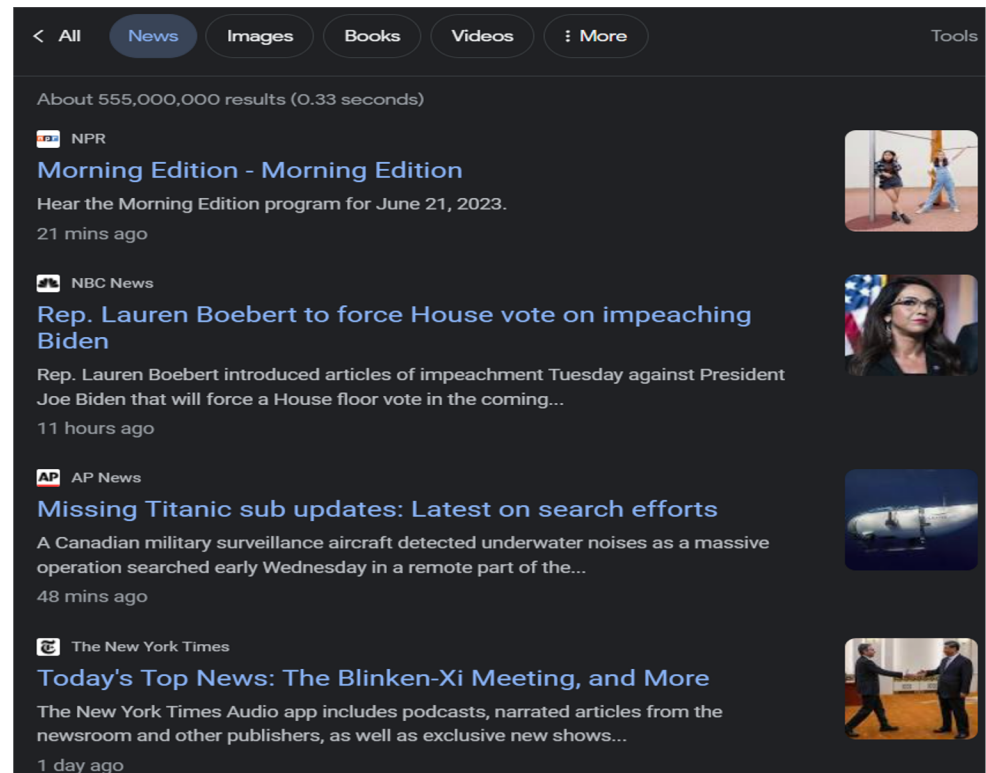 All News Images Books Videos More Tools
About 555,000,000 results (0.33 seconds)
npr NPR
Morning Edition - Morning Edition
Hear the Morning Edition program for June 21, 2023.
21 mins ago
NBC News
Rep. Lauren Boebert to force House vote on impeaching
Biden
Rep. Lauren Boebert introduced articles of impeachment Tuesday against President
Joe Biden that will force a House floor vote in the coming...
11 hours ago
AP AP News
Missing Titanic sub updates: Latest on search efforts
A Canadian military surveillance aircraft detected underwater noises as a massive
operation searched early Wednesday in a remote part of the...
48 mins ago
The New York Times
Today's Top News: The Blinken-Xi Meeting, and More
The New York Times Audio app includes podcasts, narrated articles from the
newsroom and other publishers, as well as exclusive new shows...
1 day ago